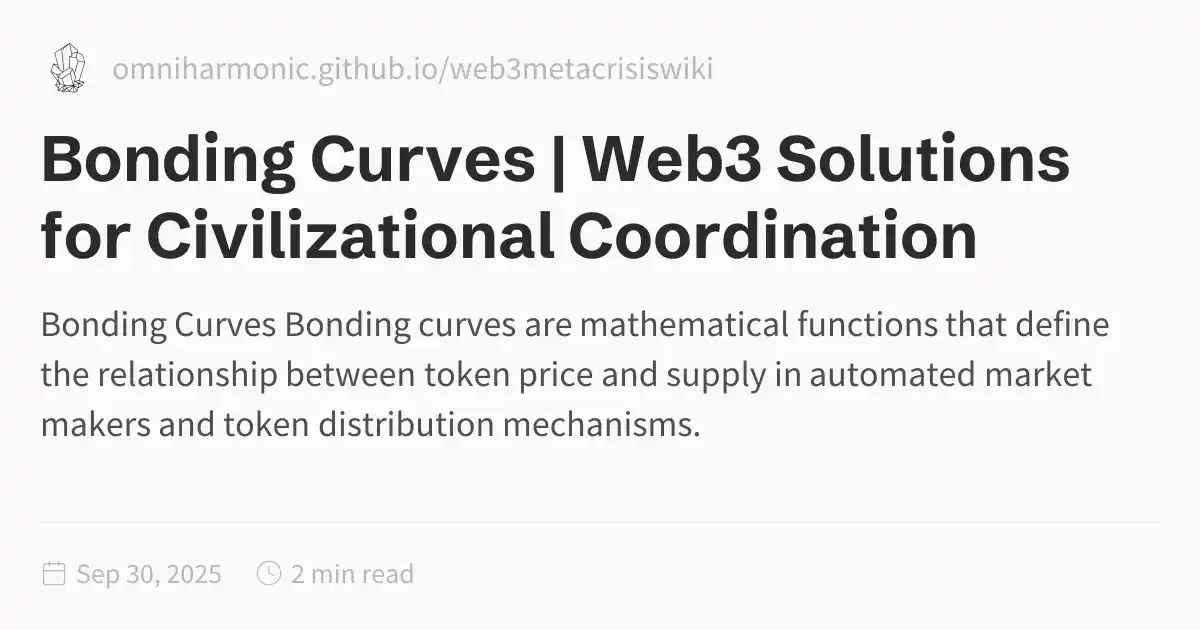 omniharmonic.github.io/web3metacrisiswiki
Bonding Curves | Web3 Solutions
for Civilizational Coordination
Bonding Curves Bonding curves are mathematical functions that define
the relationship between token price and supply in automated market
makers and token distribution mechanisms.
Sep 30, 2025 2 min read